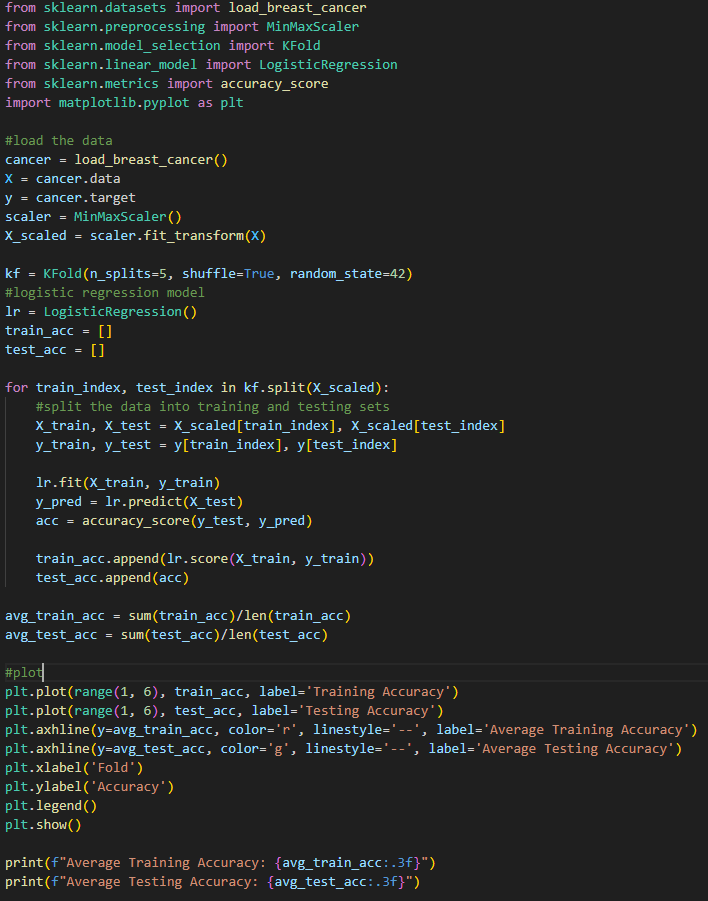 from sklearn.datasets import load_breast_cancer
from sklearn.preprocessing import MinMaxScaler
from sklearn.model_selection import KFold
from sklearn.linear_model import LogisticRegression
from sklearn.metrics import accuracy_score
import matplotlib.pyplot as plt

#load the data
cancer = load_breast_cancer()
X = cancer.data
y = cancer.target
scaler = MinMaxScaler()
X_scaled = scaler.fit_transform(X)

kf = KFold(n_splits=5, shuffle=True, random_state=42)
#logistic regression model
lr = LogisticRegression()
train_acc = []
test_acc = []

for train_index, test_index in kf.split(X_scaled):
    #split the data into training and testing sets
    X_train, X_test = X_scaled[train_index], X_scaled[test_index]
    y_train, y_test = y[train_index], y[test_index]

    lr.fit(X_train, y_train)
    y_pred = lr.predict(X_test)
    acc = accuracy_score(y_test, y_pred)

    train_acc.append(lr.score(X_train, y_train))
    test_acc.append(acc)

avg_train_acc = sum(train_acc)/len(train_acc)
avg_test_acc = sum(test_acc)/len(test_acc)

#plot
plt.plot(range(1, 6), train_acc, label='Training Accuracy')
plt.plot(range(1, 6), test_acc, label='Testing Accuracy')
plt.axhline(y=avg_train_acc, color='r', linestyle='--', label='Average Training Accuracy')
plt.axhline(y=avg_test_acc, color='g', linestyle='--', label='Average Testing Accuracy')
plt.xlabel('Fold')
plt.ylabel('Accuracy')
plt.legend()
plt.show()

print(f"Average Training Accuracy: {avg_train_acc:.3f}")
print(f"Average Testing Accuracy: {avg_test_acc:.3f}")